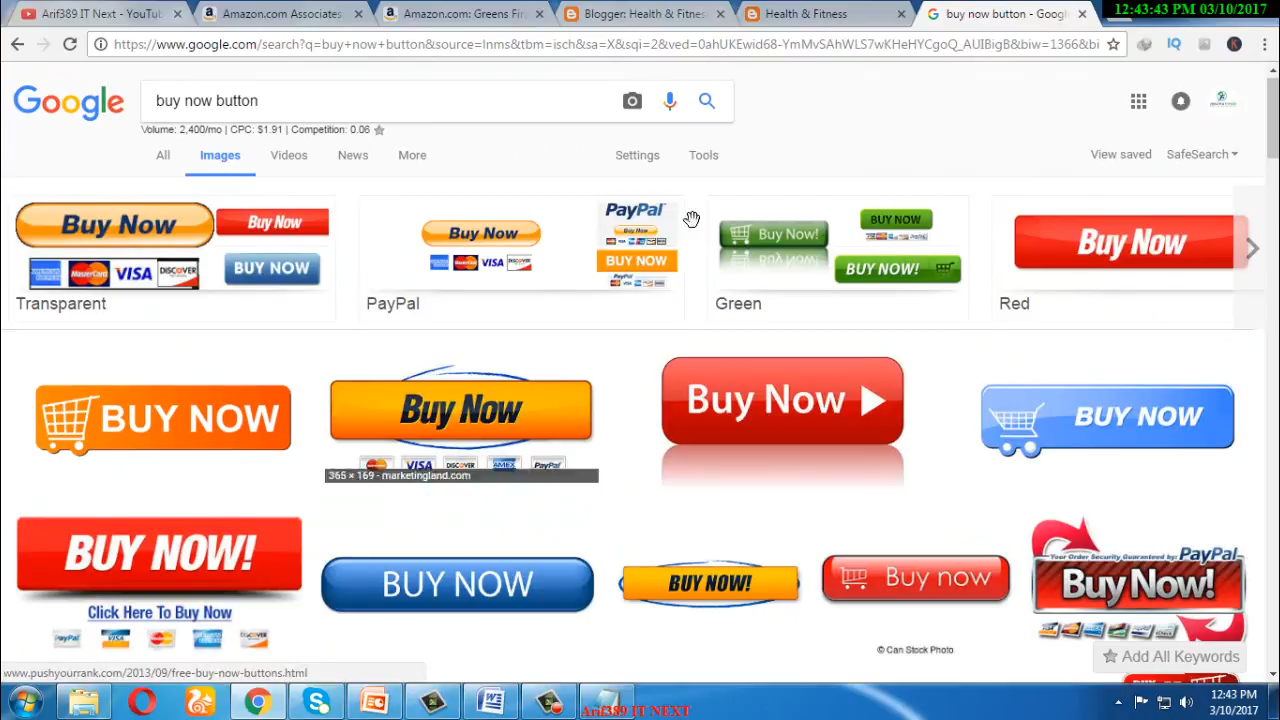 Arif389 IT NEXT - YouTu
Amazon.com Associates
Amazon.com: Greens Fir
Blogger: Health & Fitnes
Health & Fitness
buy now button - Googl
12:43:43 PM 03/10/2017
https://www.google.com/search?q=buy+now+button&source=lnms&tbm=isch&sa=X&sqi=2&ved=0ahUKEwid68-YmMvSAhWLS7wKHeHYCgoQ_AUIBigB&biw=1366&bi
IQ
K
Google
buy now button
Volume: 2,400/mo | CPC: $1.91 | Competition: 0.06
All
Images
Videos
News
More
Settings
Tools
View saved
SafeSearch
Buy Now
Buy Now
MasterCard
VISA
DISCOVER
BUY NOW
Transparent
Buy Now
VISA
PayPal
Buy Now
BUY NOW
PayPal
PayPal
Buy Now!
BUY NOW
BUY NOW!
Green
Buy Now
Red
BUY NOW
Buy Now
VISA
DISCOVER
AMEX
PayPal
365 × 169 - marketingland.com
Buy Now
BUY NOW
BUY NOW!
Click Here To Buy Now
PayPal
VISA
BUY NOW
BUY NOW!
Buy now
© Can Stock Photo
Your Order Security Guaranteed by: PayPal
Buy Now!
Add All Keywords
www.pushyourrank.com/2013/09/free-buy-now-buttons.html
Arif389 IT NEXT
12:43 PM
3/10/2017